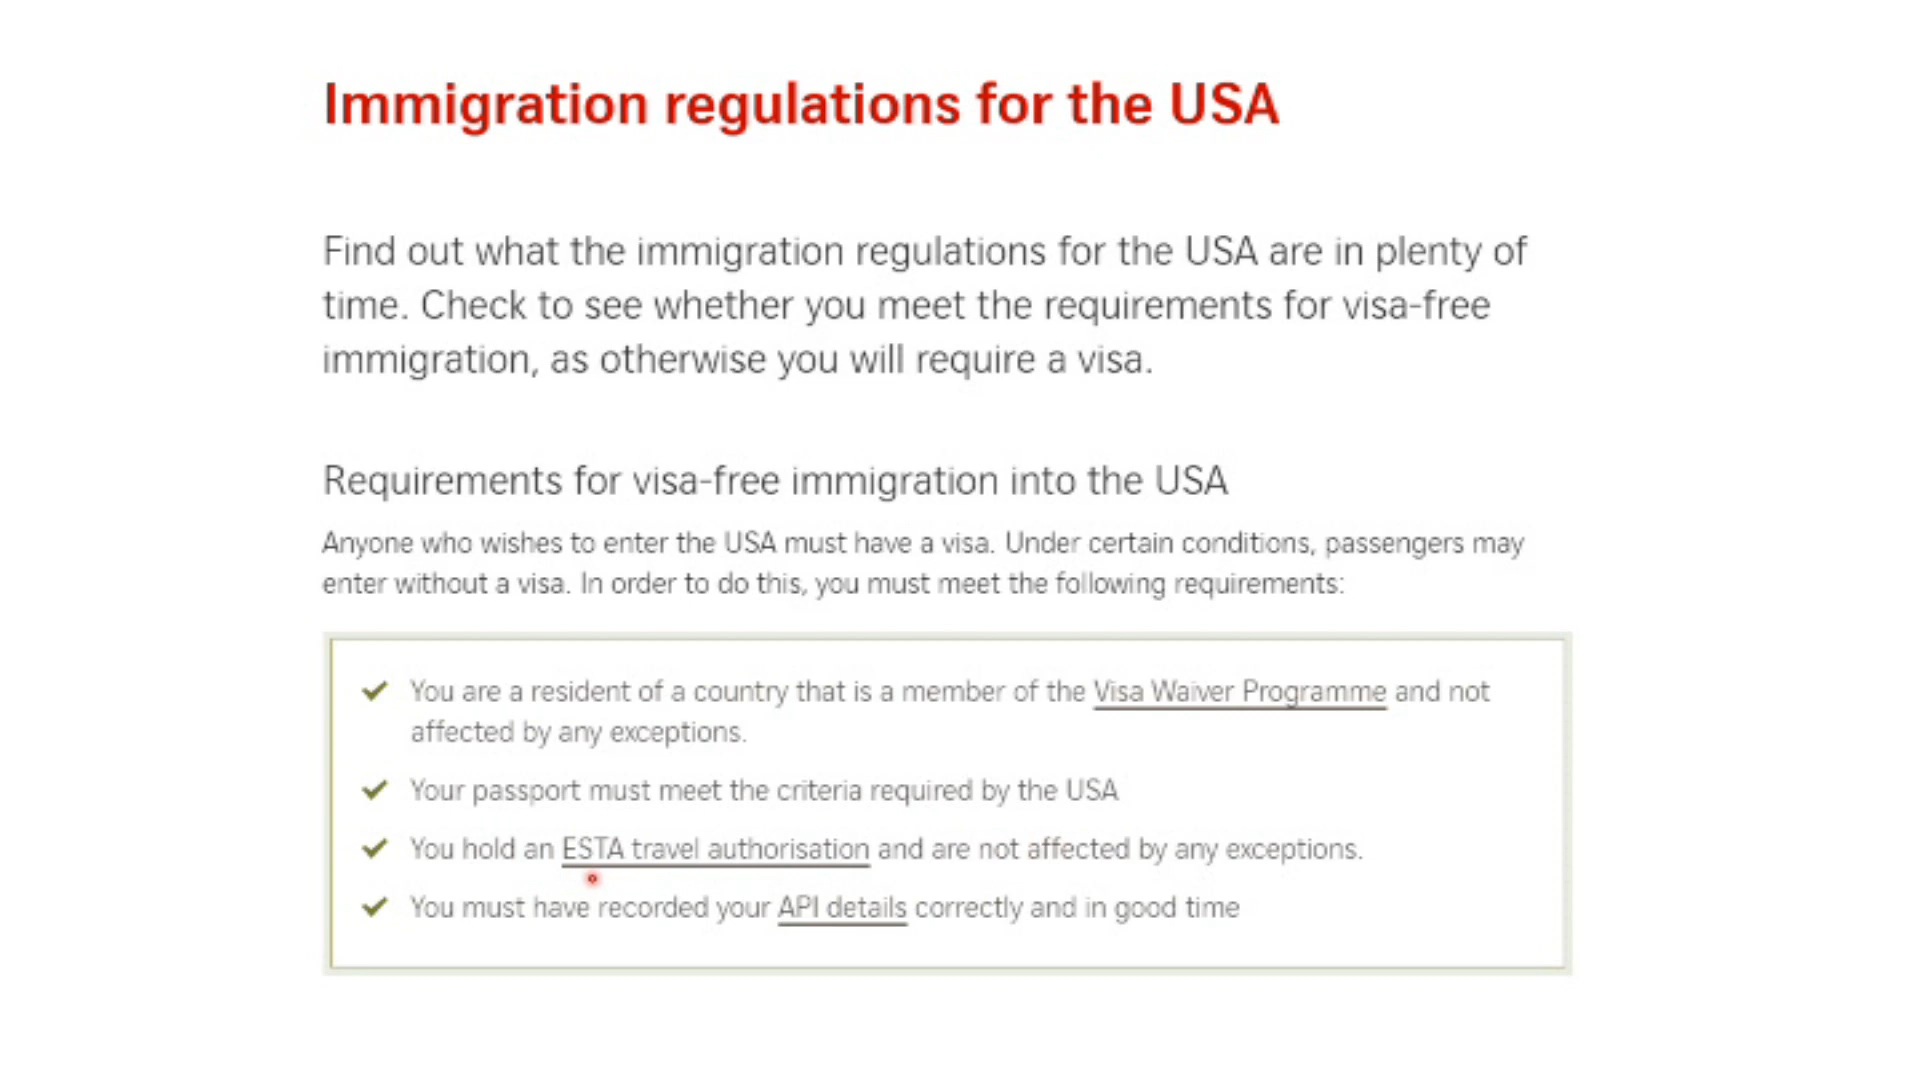 Immigration regulations for the USA
Find out what the immigration regulations for the USA are in plenty of
time. Check to see whether you meet the requirements for visa-free
immigration, as otherwise you will require a visa.
Requirements for visa-free immigration into the USA
Anyone who wishes to enter the USA must have a visa. Under certain conditions, passengers may
enter without a visa. In order to do this, you must meet the following requirements:
You are a resident of a country that is a member of the Visa Waiver Programme and not
affected by any exceptions.
Your passport must meet the criteria required by the USA
You hold an ESTA travel authorisation and are not affected by any exceptions.
You must have recorded your API details correctly and in good time